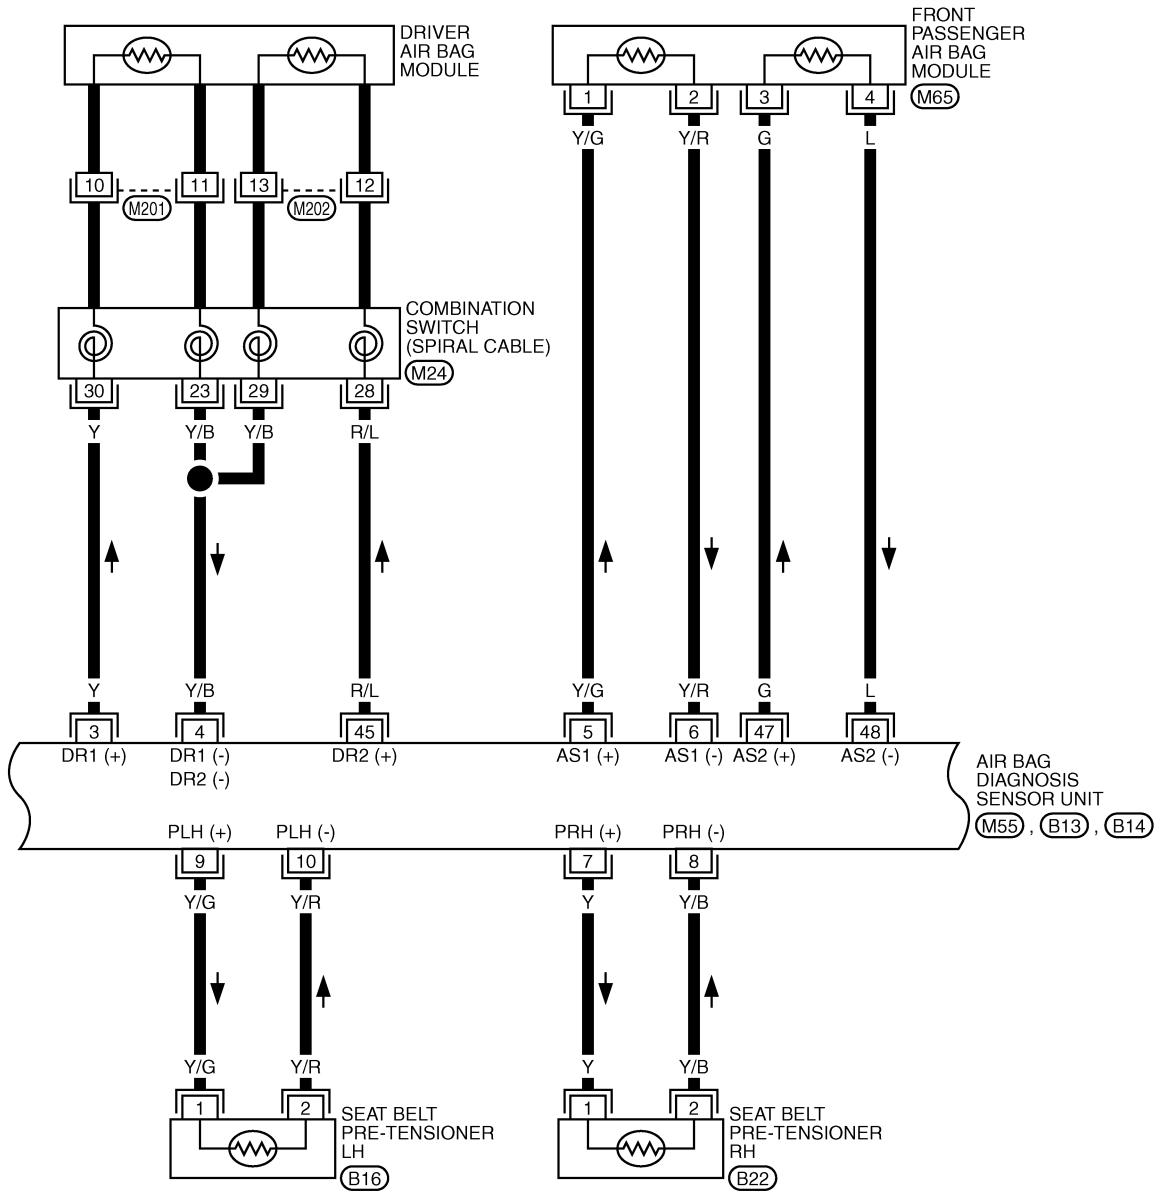 DRIVER
AIR BAG
MODULE
FRONT
PASSENGER
AIR BAG
MODULE
M65
1 2 3 4
Y/G Y/R G L
10 11 13 12
M201 M202
COMBINATION
SWITCH
(SPIRAL CABLE)
M24
30 23 29 28
Y Y/B Y/B R/L
Y Y/B R/L Y/G Y/R G L
3 4 45 5 6 47 48
DR1 (+) DR1 (-) DR2 (+) AS1 (+) AS1 (-) AS2 (+) AS2 (-)
DR2 (-)
AIR BAG
DIAGNOSIS
SENSOR UNIT
M55 , B13 , B14
PLH (+) PLH (-) PRH (+) PRH (-)
9 10 7 8
Y/G Y/R Y Y/B
Y/G Y/R Y Y/B
1 2 1 2
SEAT BELT
PRE-TENSIONER
LH
B16
SEAT BELT
PRE-TENSIONER
RH
B22